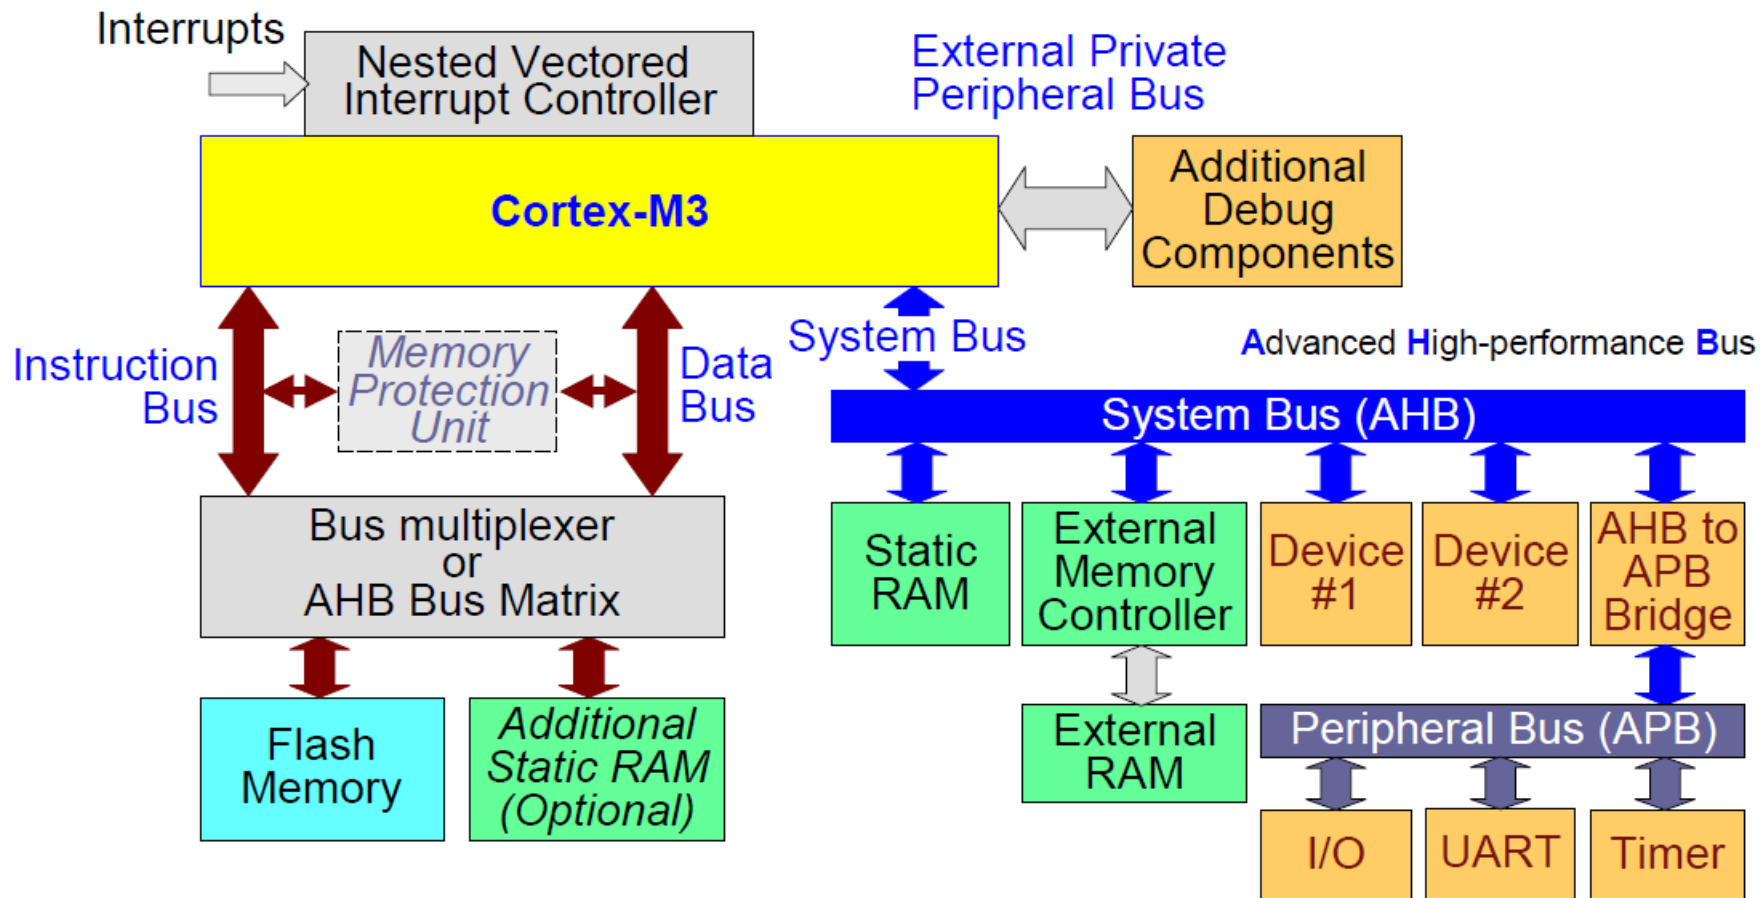 Interrupts
Nested Vectored
Interrupt Controller
External Private
Peripheral Bus
Cortex-M3
Additional
Debug
Components
Instruction
Bus
Memory
Protection
Unit
Data
Bus
System Bus
Advanced High-performance Bus
System Bus (AHB)
Bus multiplexer
or
AHB Bus Matrix
Static
RAM
External
Memory
Controller
Device
#1
Device
#2
AHB to
APB
Bridge
Flash
Memory
Additional
Static RAM
(Optional)
External
RAM
Peripheral Bus (APB)
I/O
UART
Timer